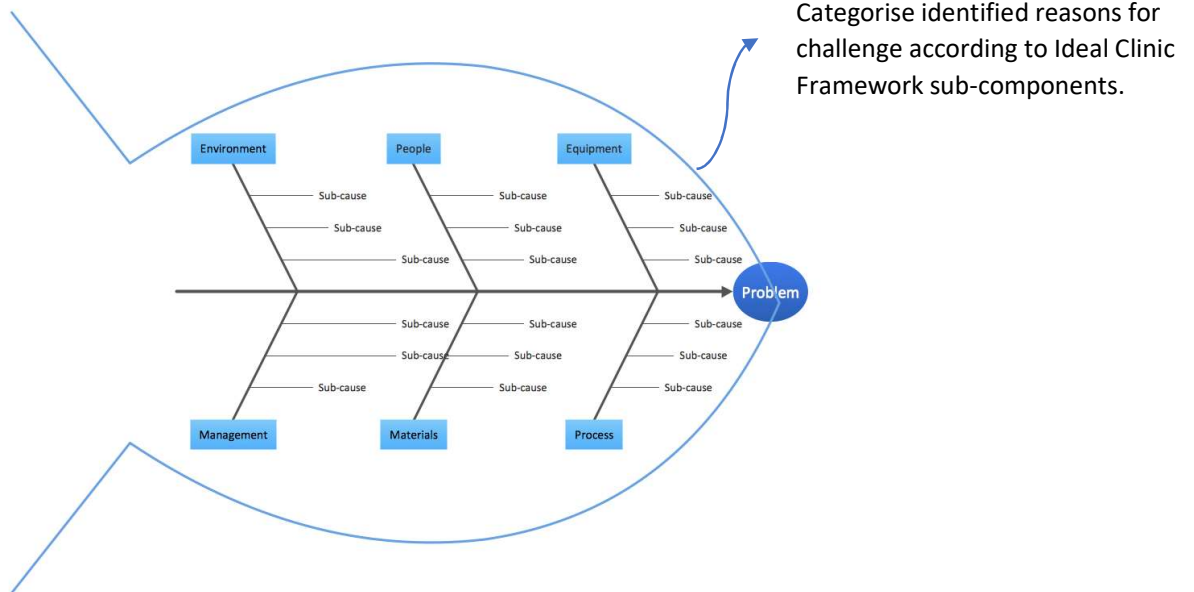 Categorise identified reasons for
challenge according to Ideal Clinic
Framework sub-components.
Environment
People
Equipment
Sub-cause
Sub-cause
Sub-cause
Sub-cause
Sub-cause
Sub-cause
Sub-cause
Sub-cause
Sub-cause
Problem
Sub-cause
Sub-cause
Sub-cause
Sub-cause
Sub-cause
Sub-cause
Sub-cause
Sub-cause
Sub-cause
Management
Materials
Process